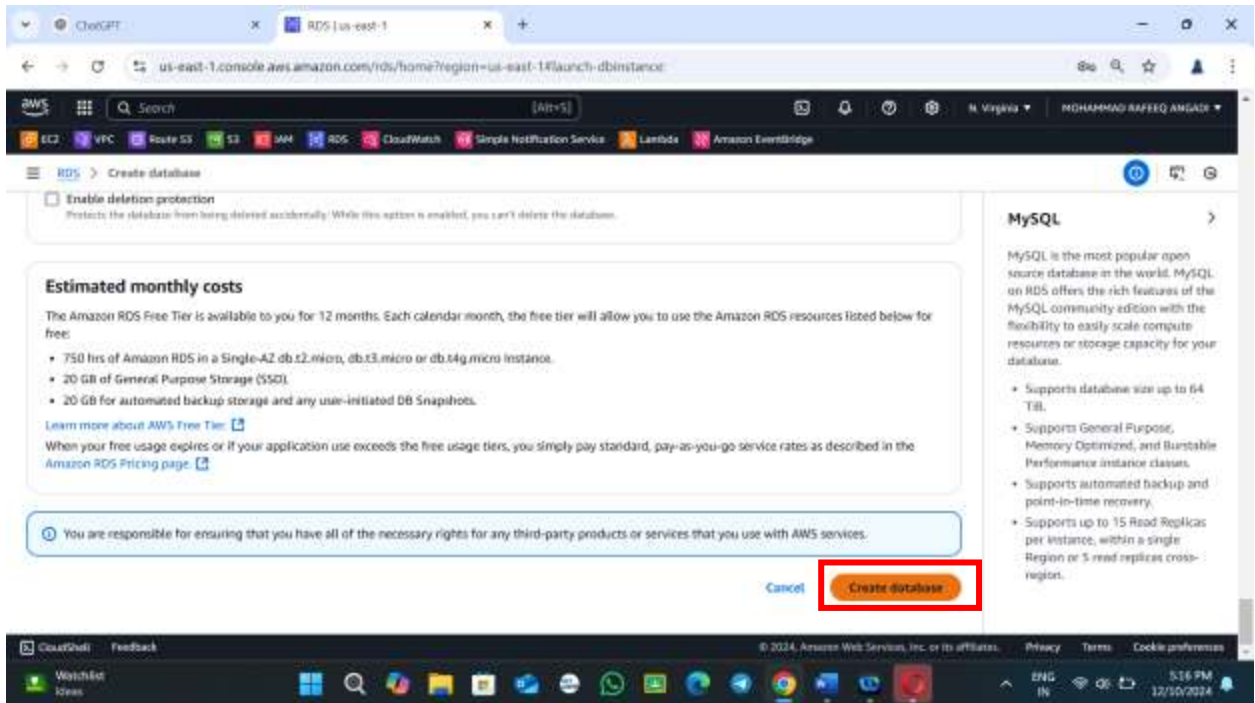 ChatGPT
RDS | us-east-1
us-east-1.console.aws.amazon.com/rds/home?region=us-east-1#launch-dbinstance:
aws
Search
[Alt+S]
N. Virginia
MOHAMMAD RAFEEQ ANGADI
EC2 VPC Route 53 S3 IAM RDS CloudWatch Simple Notification Service Lambda Amazon EventBridge
RDS > Create database
Enable deletion protection
Protects the database from being deleted accidentally. While this option is enabled, you can't delete the database.
Estimated monthly costs
The Amazon RDS Free Tier is available to you for 12 months. Each calendar month, the free tier will allow you to use the Amazon RDS resources listed below for
free:
• 750 hrs of Amazon RDS in a Single-AZ db.t2.micro, db.t3.micro or db.t4g.micro Instance.
• 20 GB of General Purpose Storage (SSD).
• 20 GB for automated backup storage and any user-initiated DB Snapshots.
Learn more about AWS Free Tier.
When your free usage expires or if your application use exceeds the free usage tiers, you simply pay standard, pay-as-you-go service rates as described in the
Amazon RDS Pricing page.
You are responsible for ensuring that you have all of the necessary rights for any third-party products or services that you use with AWS services.
Cancel
Create database
MySQL
MySQL is the most popular open
source database in the world. MySQL
on RDS offers the rich features of the
MySQL community edition with the
flexibility to easily scale compute
resources or storage capacity for your
database.
• Supports database size up to 64
TiB.
• Supports General Purpose,
Memory Optimized, and Burstable
Performance instance classes.
• Supports automated backup and
point-in-time recovery.
• Supports up to 15 Read Replicas
per instance, within a single
Region or 5 read replicas cross-
region.
CloudShell Feedback
© 2024, Amazon Web Services, Inc. or its affiliates. Privacy Terms Cookie preferences
Watchlist
Ideas
ENG
IN
5:16 PM
12/10/2024